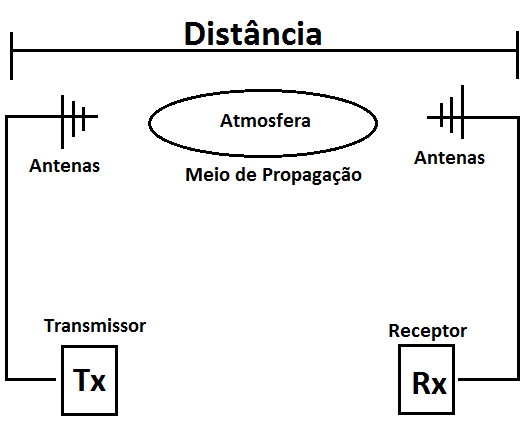 Distância
Atmosfera
Antenas
Antenas
Meio de Propagação
Transmissor
Receptor
Tx
Rx